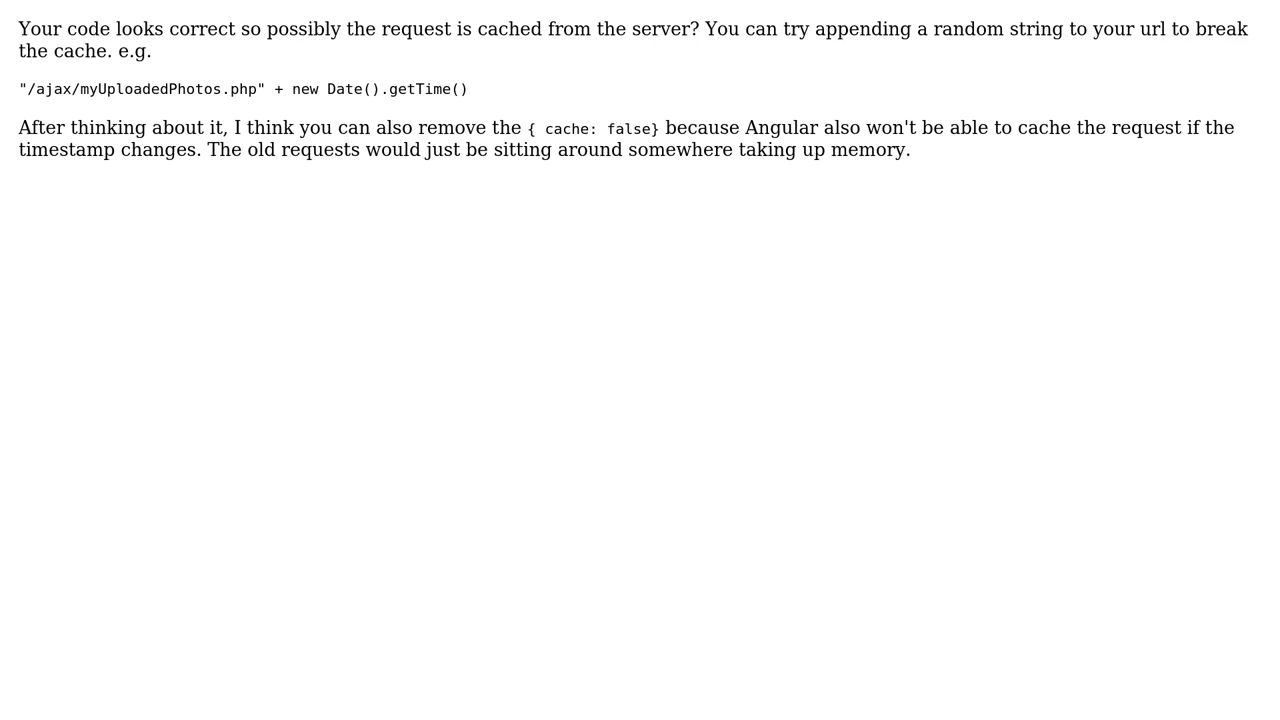 Your code looks correct so possibly the request is cached from the server? You can try appending a random string to your url to break
the cache. e.g.
"/ajax/myUploadedPhotos.php" + new Date().getTime()
After thinking about it, I think you can also remove the { cache: false} because Angular also won't be able to cache the request if the
timestamp changes. The old requests would just be sitting around somewhere taking up memory.